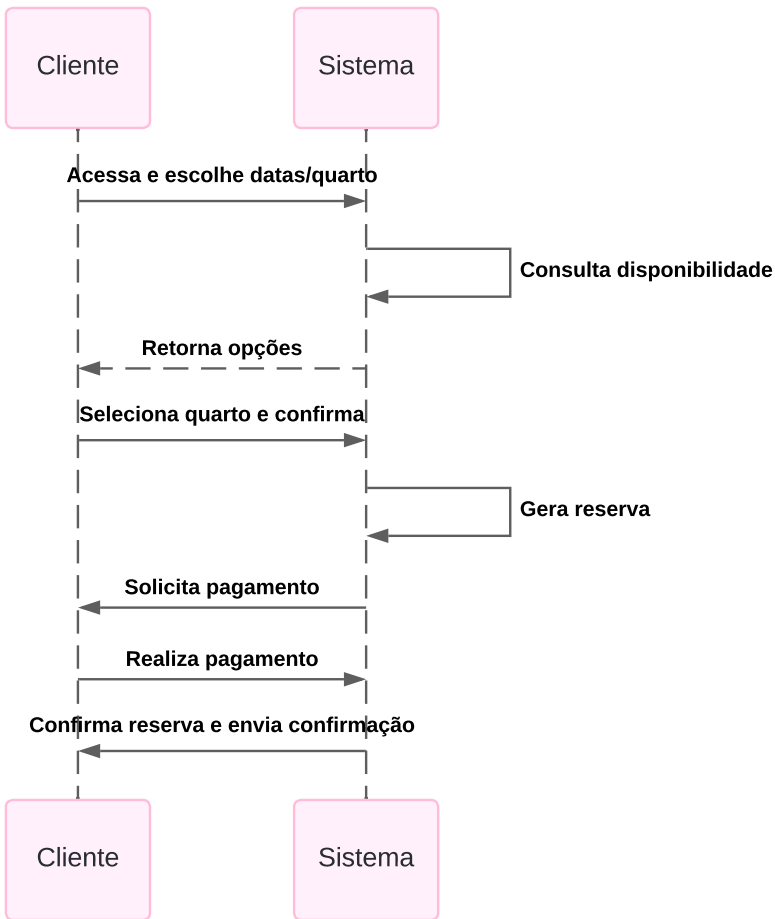 Cliente
Sistema
Acessa e escolhe datas/quarto
Consulta disponibilidade
Retorna opções
Seleciona quarto e confirma
Gera reserva
Solicita pagamento
Realiza pagamento
Confirma reserva e envia confirmação
Cliente
Sistema